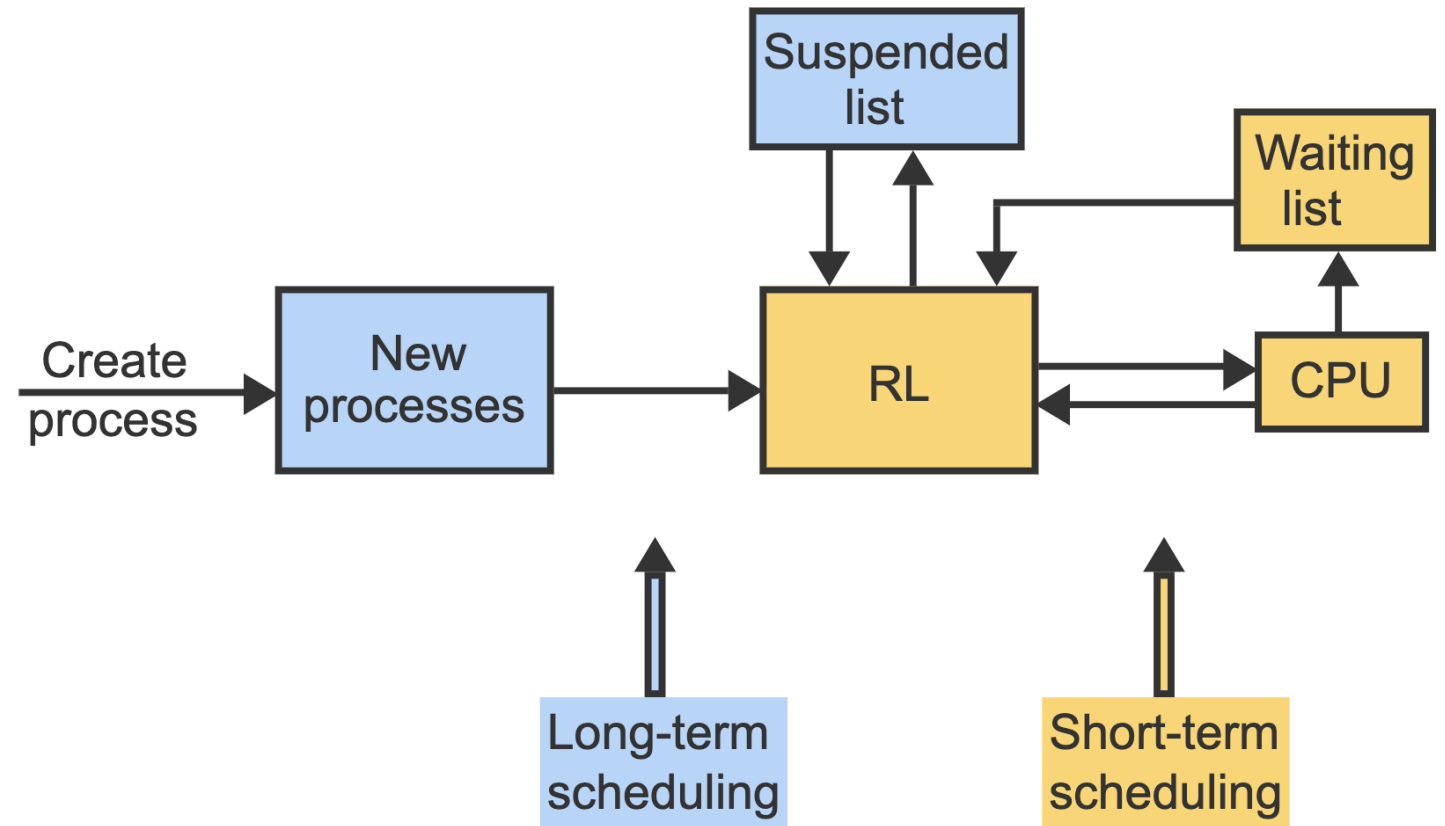 Suspended
list
Waiting
list
Create
process
New
processes
RL
CPU
Long-term
scheduling
Short-term
scheduling